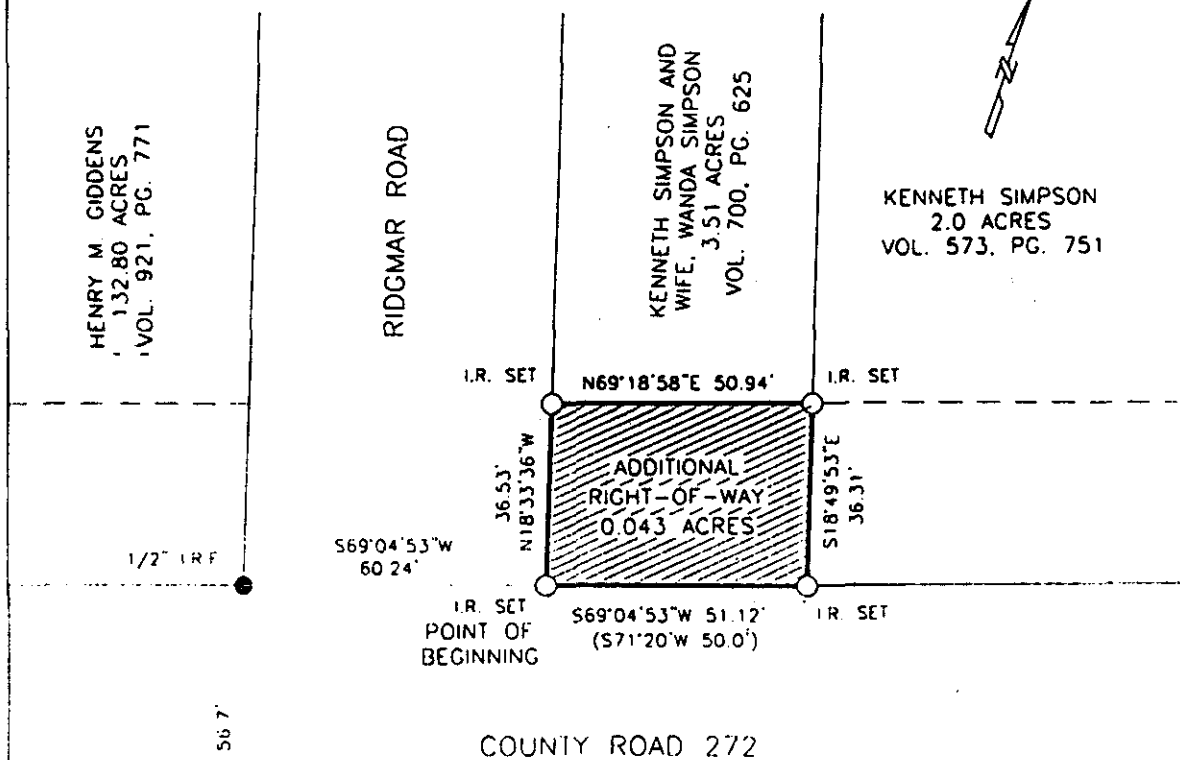 HENRY M. GIDDENS
132.80 ACRES
VOL. 921, PG. 771
RIDGMAR ROAD
KENNETH SIMPSON AND
WIFE, WANDA SIMPSON
3.51 ACRES
VOL. 700, PG. 625
N
KENNETH SIMPSON
2.0 ACRES
VOL. 573, PG. 751
I.R. SET
N69°18'58"E 50.94'
I.R. SET
36.53'
N18°33'36"W
ADDITIONAL
RIGHT-OF-WAY
0.043 ACRES
S18°49'53"E
36.31'
1/2" I.R.F.
S69°04'53"W
60.24'
I.R. SET
POINT OF
BEGINNING
S69°04'53"W 51.12'
(S71°20'W 50.0')
I.R. SET
56.7'
COUNTY ROAD 272